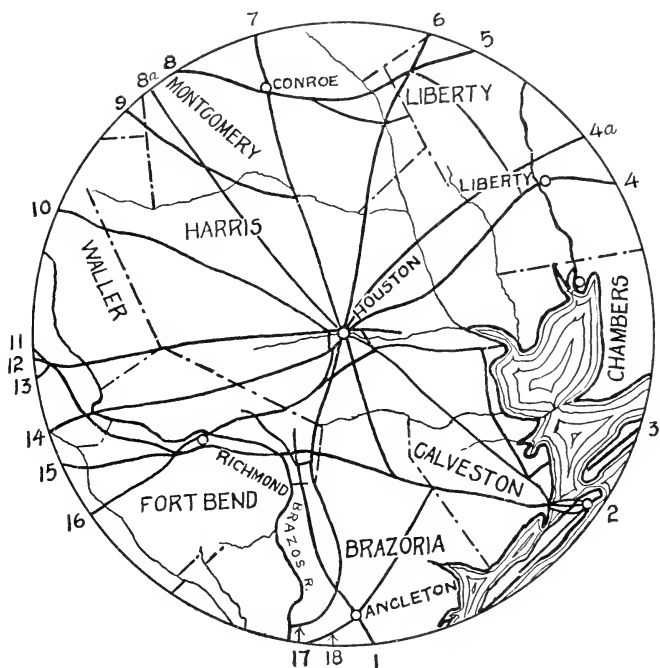 7
6
5
8
8a
9
CONROE
MONTGOMERY
LIBERTY
4a
LIBERTY
4
10
HARRIS
WALLER
HOUSTON
CHAMBERS
11
12
13
14
15
16
3
GALVESTON
RICHMOND
FORT BEND
BRAZOS R.
2
BRAZORIA
ANGLETON
17
18
1